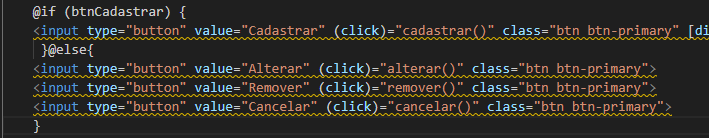 @if (btnCadastrar) {
<input type="button" value="Cadastrar" (click)="cadastrar()" class="btn btn-primary" [di
}@else{
<input type="button" value="Alterar" (click)="alterar()" class="btn btn-primary">
<input type="button" value="Remover" (click)="remover()" class="btn btn-primary">
<input type="button" value="Cancelar" (click)="cancelar()" class="btn btn-primary">
}